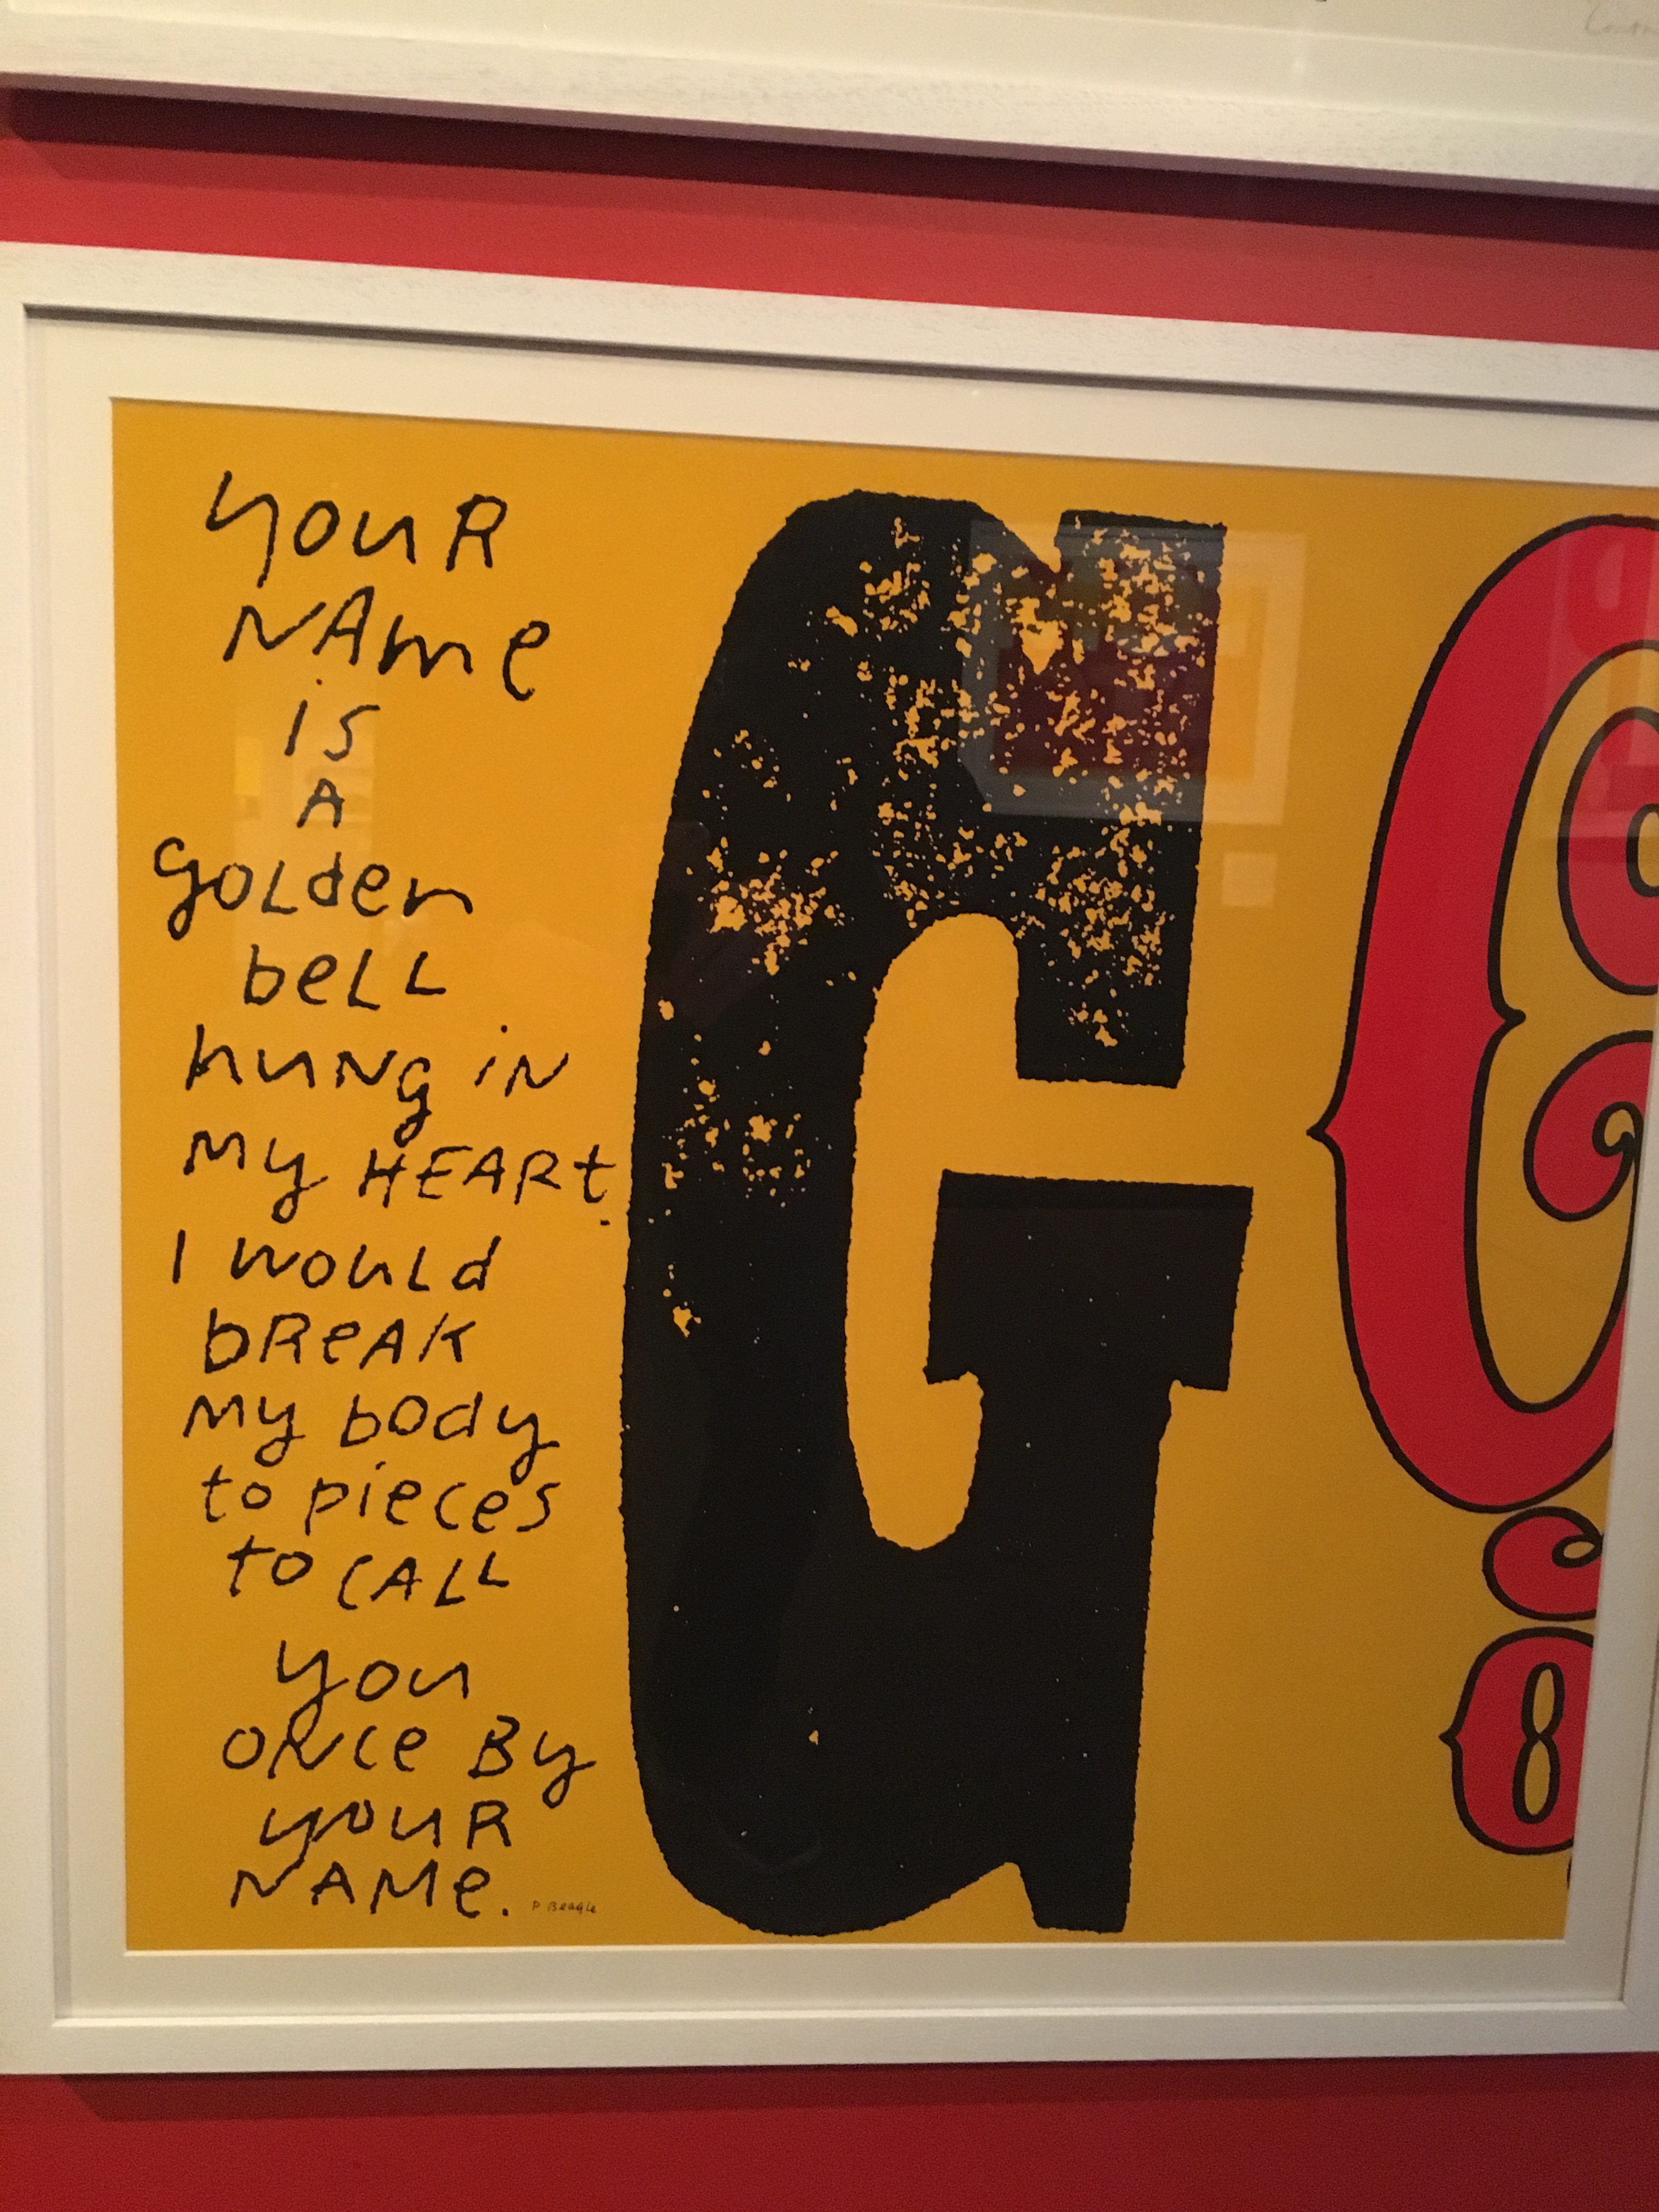 youR
NAme
is
A
goLden
beLL
huNg iN
my HEARt.
I wouLd
bReAK
my body
to pieces
to CALL
you
oNce By
youR
NAMe. P Beagle
G